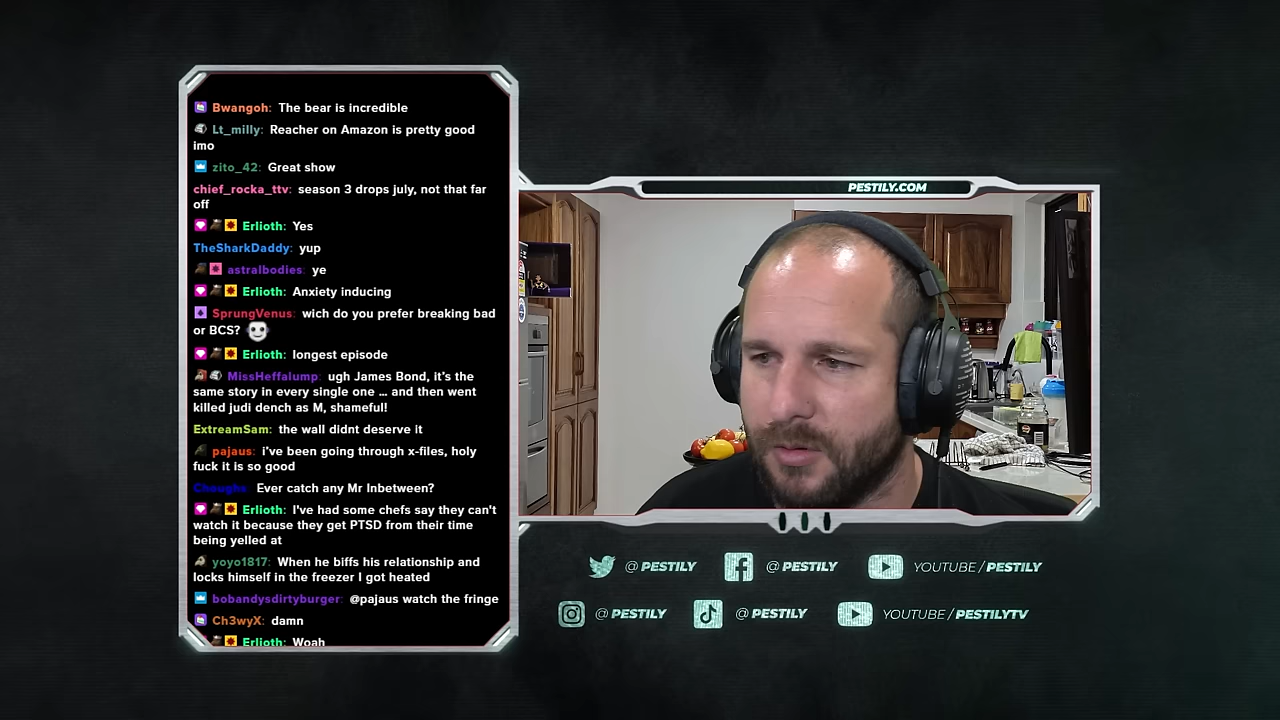 Bwangoh: The bear is incredible
Lt_milly: Reacher on Amazon is pretty good
imo
zito_42: Great show
chief_rocka_ttv: season 3 drops july, not that far
off
Erlioth: Yes
TheSharkDaddy: yup
astralbodies: ye
Erlioth: Anxiety inducing
SprungVenus: wich do you prefer breaking bad
or BCS?
Erlioth: longest episode
MissHeffalump: ugh James Bond, it's the
same story in every single one ... and then went
killed judi dench as M, shameful!
ExtreamSam: the wall didnt deserve it
pajaus: i've been going through x-files, holy
fuck it is so good
Choughs: Ever catch any Mr Inbetween?
Erlioth: I've had some chefs say they can't
watch it because they get PTSD from their time
being yelled at
yoyo1817: When he biffs his relationship and
locks himself in the freezer I got heated
bobandysdirtyburger: @pajaus watch the fringe
Ch3wyX: damn
Erlioth: Woah
PESTILY.COM
@PESTILY
@PESTILY
YOUTUBE/PESTILY
@PESTILY
@PESTILY
YOUTUBE/PESTILYTV